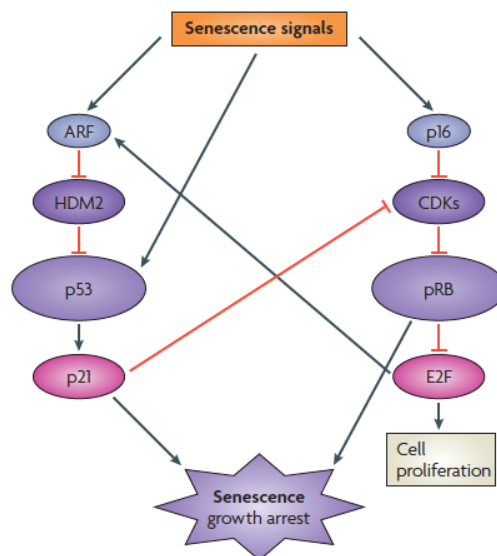 Senescence signals
ARF
p16
HDM2
CDKs
p53
pRB
p21
E2F
Cell
proliferation
Senescence
growth arrest